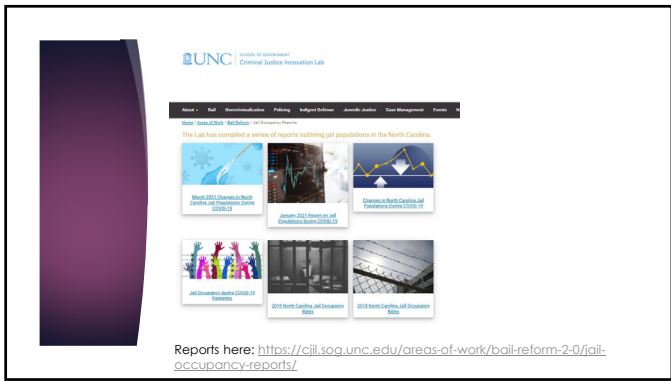 UNC
SCHOOL OF GOVERNMENT
Criminal Justice Innovation Lab
About Bail Overcriminalization Policing Indigent Defense Juvenile Justice Case Management Events
Home / Areas of Work / Bail Reform / Jail Occupancy Reports
The Lab has compiled a series of reports outlining jail populations in the North Carolina.
March 2021 Changes in North
Carolina Jail Populations During
COVID-19
January 2021 Report on Jail
Populations During COVID-19
Changes in North Carolina Jail
Populations During COVID-19
Jail Occupancy during COVID-19
Pandemic
2019 North Carolina Jail Occupancy
Rates
2018 North Carolina Jail Occupancy
Rates
Reports here: https://cjil.sog.unc.edu/areas-of-work/bail-reform-2-0/jail-
occupancy-reports/